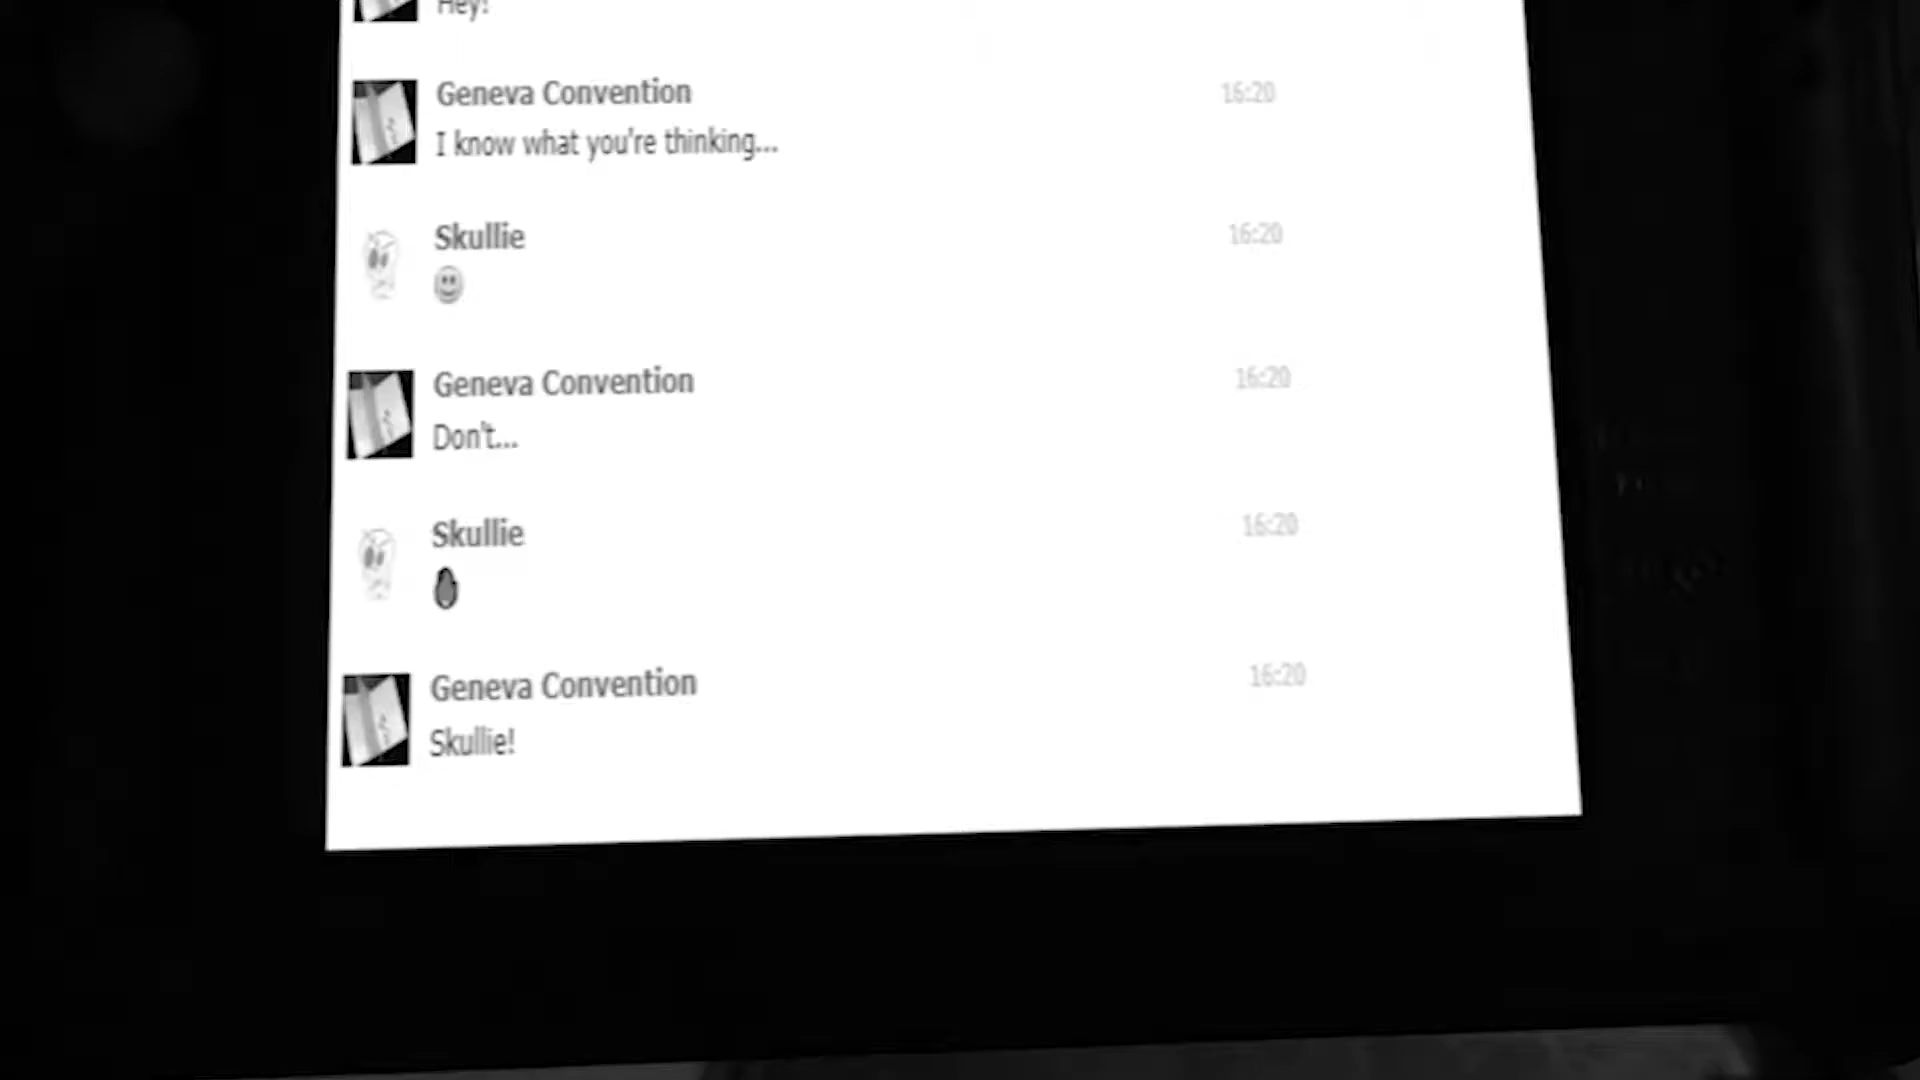 Hey!
Geneva Convention 16:20
I know what you're thinking...
Skullie 16:20
Geneva Convention 16:20
Don't...
Skullie 16:20
Geneva Convention 16:20
Skullie!